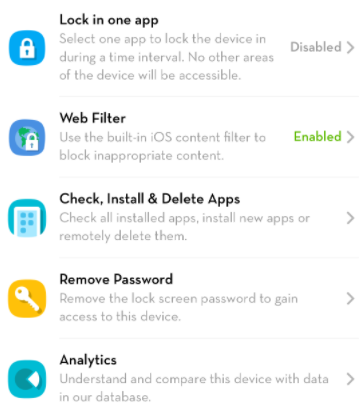 Lock in one app
Select one app to lock the device in
during a time interval. No other areas
of the device will be accessible.
Disabled
Web Filter
Use the built-in iOS content filter to
block inappropriate content.
Enabled
Check, Install & Delete Apps
Check all installed apps, install new apps or
remotely delete them.
Remove Password
Remove the lock screen password to gain
access to this device.
Analytics
Understand and compare this device with data
in our database.